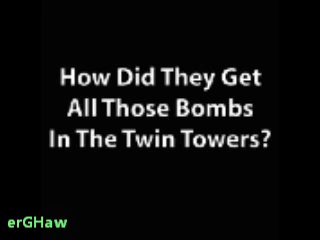 How Did They Get
All Those Bombs
In The Twin Towers?
erGHaw